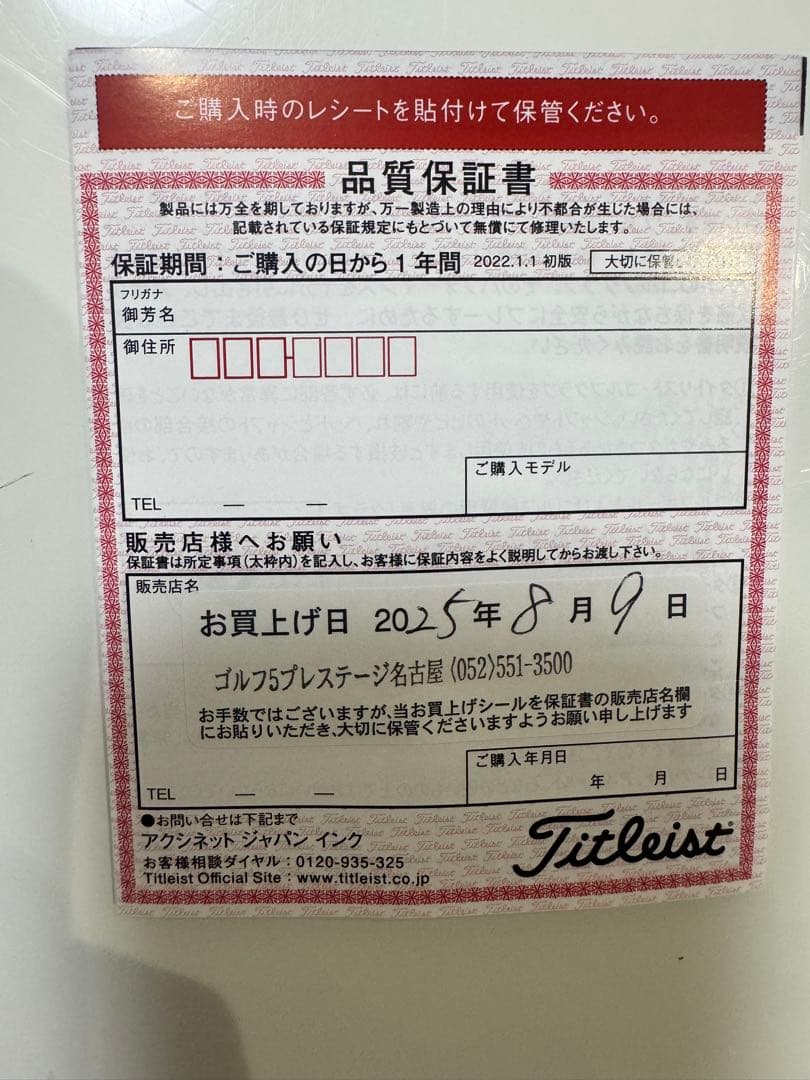 ご購入時のレシートを貼付けて保管ください。
品質保証書
製品には万全を期しておりますが、万一製造上の理由により不都合が生じた場合には、
記載されている保証規定にもとづいて無償にて修理いたします。
保証期間：ご購入の日から1年間 2022.1.1 初版 大切に保管
フリガナ
御芳名
御住所
ご購入モデル
TEL — —
販売店様へお願い
保証書は所定事項(太枠内)を記入し、お客様に保証内容をよく説明してからお渡し下さい。
販売店名
お買上げ日 2025年8月9日
ゴルフ5プレステージ名古屋 (052)551-3500
お手数ではございますが、当お買上げシールを保証書の販売店名欄
にお貼りいただき、大切に保管くださいますようお願い申し上げます
ご購入年月日
年 月 日
TEL — —
●お問い合せは下記まで
アクシネット ジャパン インク
お客様相談ダイヤル：0120-935-325
Titleist Official Site：www.titleist.co.jp
Titleist